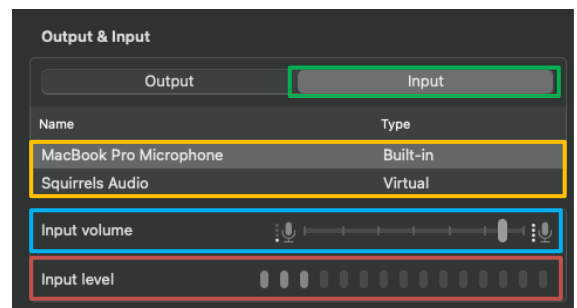 Output & Input
Output Input
Name Type
MacBook Pro Microphone Built-in
Squirrels Audio Virtual
Input volume
Input level